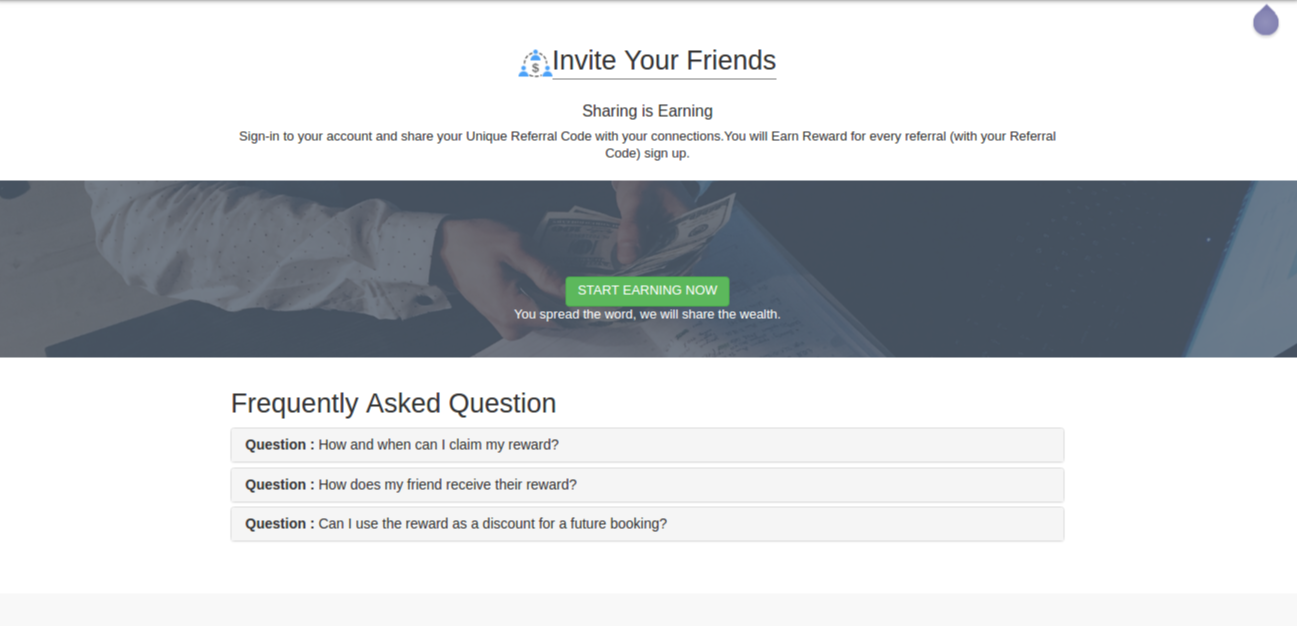 Invite Your Friends
Sharing is Earning
Sign-in to your account and share your Unique Referral Code with your connections.You will Earn Reward for every referral (with your Referral
Code) sign up.
START EARNING NOW
You spread the word, we will share the wealth.
Frequently Asked Question
Question : How and when can I claim my reward?
Question : How does my friend receive their reward?
Question : Can I use the reward as a discount for a future booking?